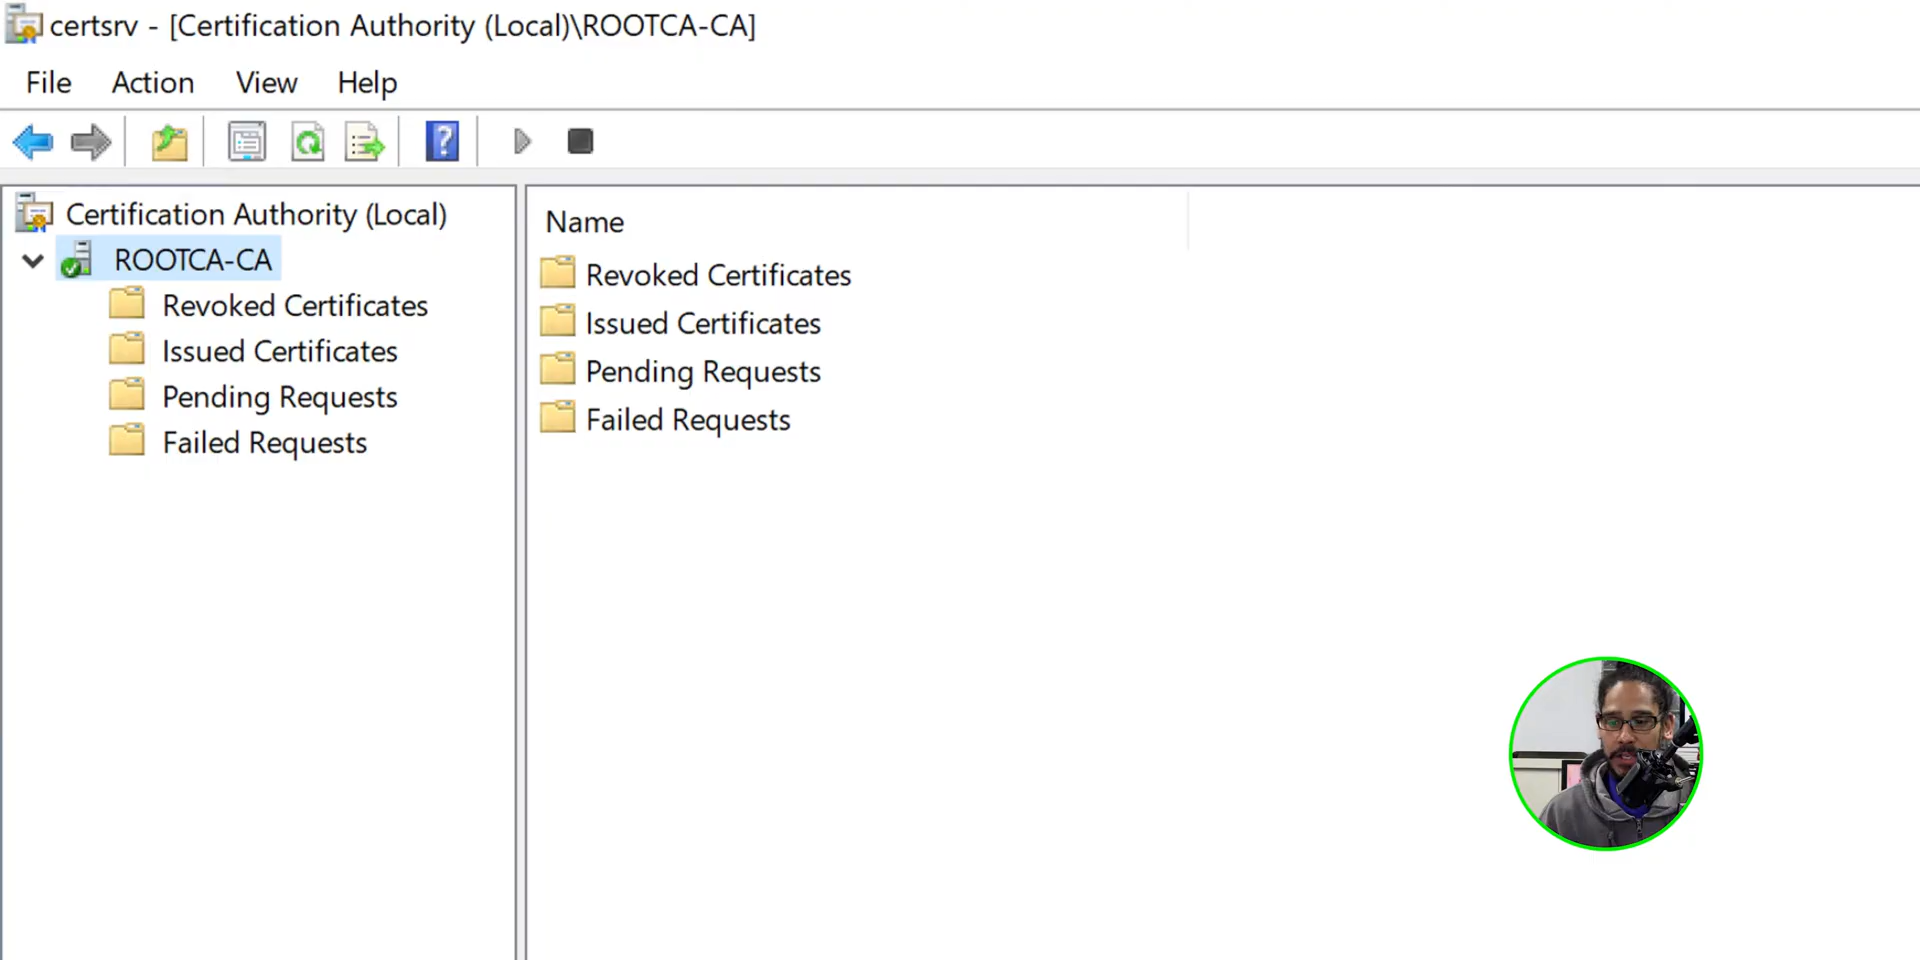 certsrv - [Certification Authority (Local)\ROOTCA-CA]
File Action View Help
?
Certification Authority (Local)
ROOTCA-CA
Revoked Certificates
Issued Certificates
Pending Requests
Failed Requests
Name
Revoked Certificates
Issued Certificates
Pending Requests
Failed Requests